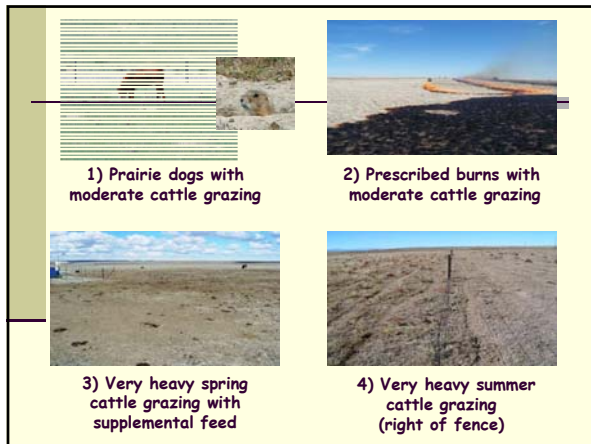 1) Prairie dogs with
moderate cattle grazing
2) Prescribed burns with
moderate cattle grazing
3) Very heavy spring
cattle grazing with
supplemental feed
4) Very heavy summer
cattle grazing
(right of fence)